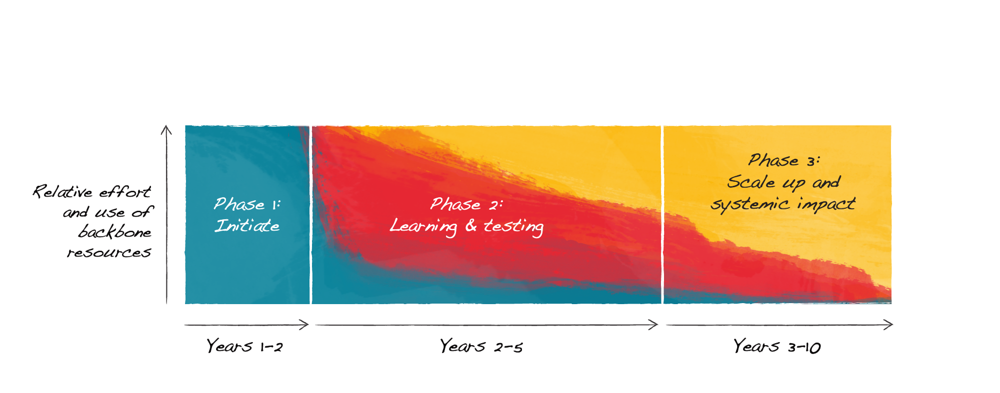 Relative effort
and use of
backbone
resources
Phase 1:
Initiate
Phase 2:
Learning & testing
Phase 3:
Scale up and
systemic impact
Years 1-2
Years 2-5
Years 3-10